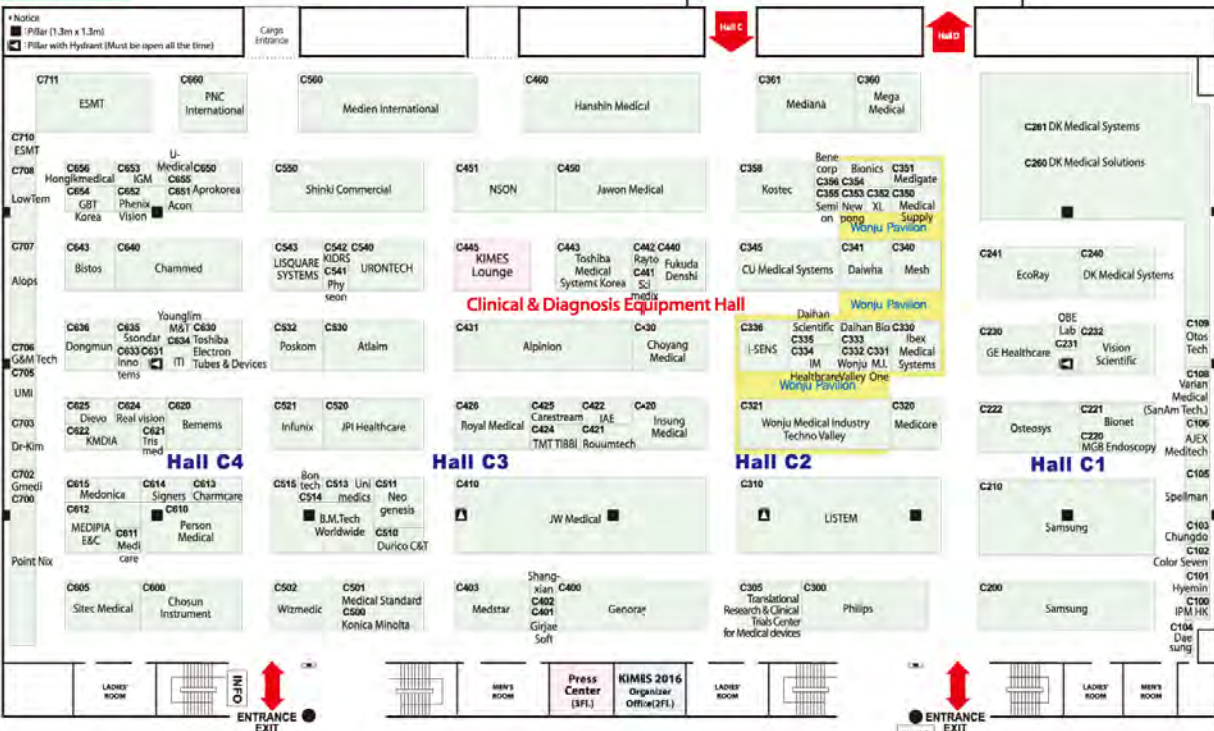 • Notice
: Pillar (1.3m x 1.3m)
: Pillar with Hydrant (Must be open all the time)
Cargo
Entrance
Hall C
Hall D
C711
ESMT
C660
PNC
International
C560
Medien International
C460
Hanshin Medical
C361
Mediana
C360
Mega
Medical
C261 DK Medical Systems
C260 DK Medical Solutions
C710
ESMT
C708
LowTem
C656
Hongikmedical
C653
IGM
U-
Medical
C655
C650
Aprokorea
C654
GBT
Korea
C652
Phenix
Vision
C651
Acon
C550
Shinki Commercial
C451
NSON
C450
Jawon Medical
C358
Kostec
Bene
corp
C356
Bionics
C354
C351
Medigate
C355
Semi
on
C353
New
pong
C352
XL
C350
Medical
Supply
Wonju Pavilion
C707
Alops
C643
Bistos
C640
Chammed
C543
LISQUARE
SYSTEMS
C542
KIDRS
C541
Phy
seon
C540
URONTECH
C445
KIMES
Lounge
C443
Toshiba
Medical
Systems Korea
C442
Rayto
C441
Sci
medix
C440
Fukuda
Denshi
C345
CU Medical Systems
C341
Daiwha
C340
Mesh
C241
EcoRay
C240
DK Medical Systems
Clinical & Diagnosis Equipment Hall
Wonju Pavilion
C706
G&M Tech
C705
UMI
C636
Dongmun
C635
Ssondar
C633
Inno
tems
C631
Younglim
M&T
C634
ITI
C630
Toshiba
Electron
Tubes & Devices
C532
Poskom
C530
Atlaim
C431
Alpinion
C430
Choyang
Medical
C336
I-SENS
Daihan
Scientific
C335
C334
IM
Healthcare
Daihan Bio
C333
C332
Wonju
Valley
C331
M.I.
One
C330
Ibex
Medical
Systems
Wonju Pavilion
C230
GE Healthcare
OBE
Lab
C231
C232
Vision
Scientific
C109
Otos
Tech
C108
Varian
Medical
(SanAm Tech.)
C703
Dr-Kim
C625
Dievo
C624
Real vision
C622
KMDIA
C621
Tris
med
C620
Bemems
C521
Infunix
C520
JPI Healthcare
C426
Royal Medical
C425
Carestream
C424
TMT TIBBI
C422
IAE
C421
Rouumtech
C420
Insung
Medical
C321
Wonju Medical Industry
Techno Valley
C320
Medicore
C222
Osteosys
C221
Bionet
C220
MGB Endoscopy
C106
AJEX
Meditech
Hall C4
Hall C3
Hall C2
Hall C1
C702
Gmedi
C700
Point Nix
C615
Medonica
C614
Signers
C613
Charmcare
C612
MEDIPIA
E&C
C611
Medi
care
C610
Person
Medical
C515
Bon
tech
C514
C513
Uni
medics
C511
Neo
genesis
B.M.Tech
Worldwide
C510
Durico C&T
C410
JW Medical
C310
LISTEM
C210
Samsung
C105
Spellman
C103
Chungdo
C102
Color Seven
C605
Sitec Medical
C600
Chosun
Instrument
C502
Wizmedic
C501
Medical Standard
C500
Konica Minolta
C403
Medstar
Shang-
xian
C402
C401
Girjae
Soft
C400
Genoray
C305
Translational
Research & Clinical
Trials Center
for Medical devices
C300
Philips
C200
Samsung
C101
Hyemin
C100
IPM HK
C104
Dae
sung
LADIES'
ROOM
INFO
ENTRANCE
EXIT
MEN'S
ROOM
Press
Center
(3Fl.)
KIMES 2016
Organizer
Office(2Fl.)
LADIES'
ROOM
ENTRANCE
EXIT
LADIES'
ROOM
MEN'S
ROOM